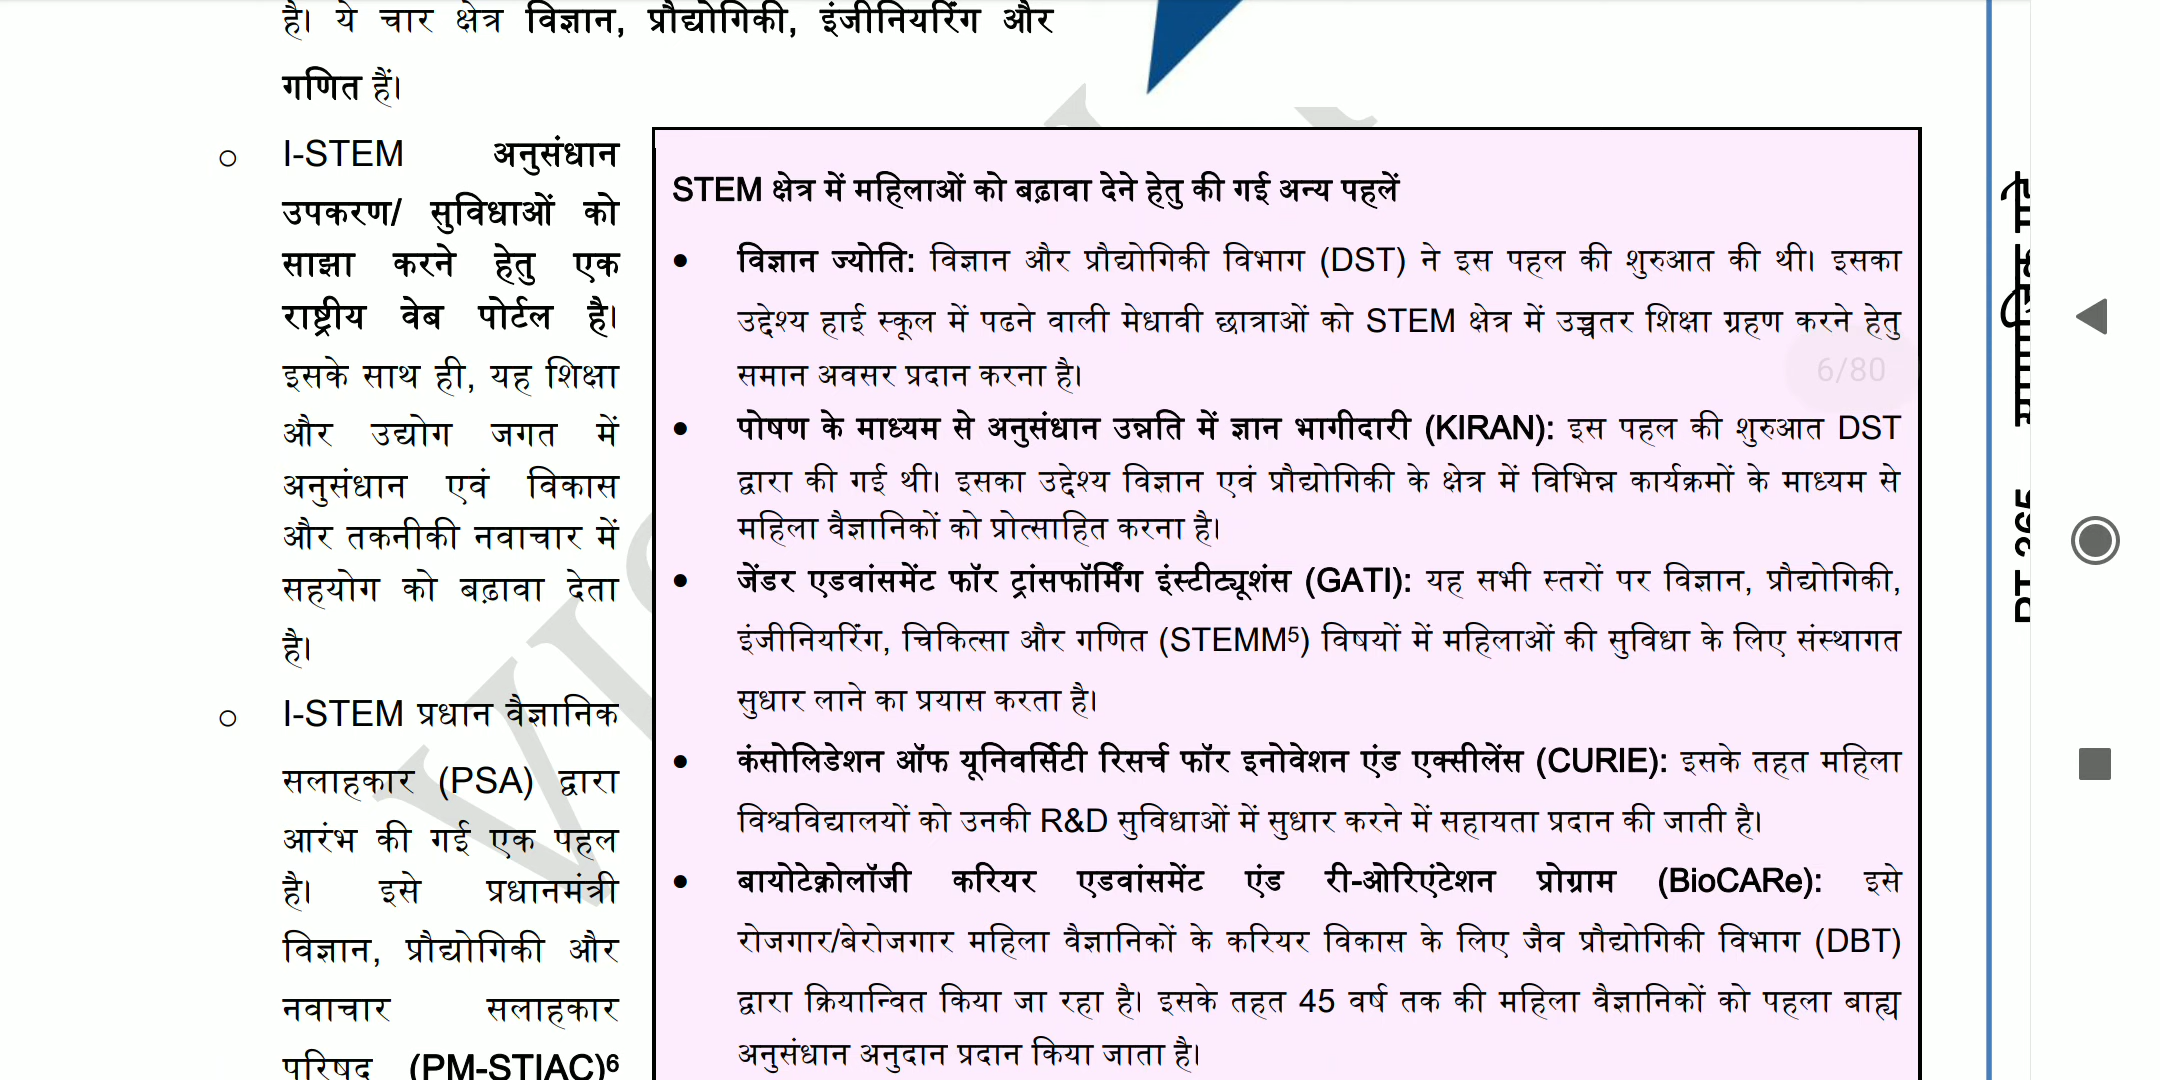 है। ये चार क्षेत्र विज्ञान, प्रौद्योगिकी, इंजीनियरिंग और
गणित हैं।
I-STEM अनुसंधान
उपकरण/ सुविधाओं को
साझा करने हेतु एक
राष्ट्रीय वेब पोर्टल है।
इसके साथ ही, यह शिक्षा
और उद्योग जगत में
अनुसंधान एवं विकास
और तकनीकी नवाचार में
सहयोग को बढ़ावा देता
है।
I-STEM प्रधान वैज्ञानिक
सलाहकार (PSA) द्वारा
आरंभ की गई एक पहल
है। इसे प्रधानमंत्री
विज्ञान, प्रौद्योगिकी और
नवाचार सलाहकार
परिषद (PM-STIAC)⁶
STEM क्षेत्र में महिलाओं को बढ़ावा देने हेतु की गई अन्य पहलें
● विज्ञान ज्योति: विज्ञान और प्रौद्योगिकी विभाग (DST) ने इस पहल की शुरुआत की थी। इसका
उद्देश्य हाई स्कूल में पढने वाली मेधावी छात्राओं को STEM क्षेत्र में उच्चतर शिक्षा ग्रहण करने हेतु
समान अवसर प्रदान करना है।
● पोषण के माध्यम से अनुसंधान उन्नति में ज्ञान भागीदारी (KIRAN): इस पहल की शुरुआत DST
द्वारा की गई थी। इसका उद्देश्य विज्ञान एवं प्रौद्योगिकी के क्षेत्र में विभिन्न कार्यक्रमों के माध्यम से
महिला वैज्ञानिकों को प्रोत्साहित करना है।
● जेंडर एडवांसमेंट फॉर ट्रांसफॉर्मिंग इंस्टीट्यूशंस (GATI): यह सभी स्तरों पर विज्ञान, प्रौद्योगिकी,
इंजीनियरिंग, चिकित्सा और गणित (STEMM⁵) विषयों में महिलाओं की सुविधा के लिए संस्थागत
सुधार लाने का प्रयास करता है।
● कंसोलिडेशन ऑफ यूनिवर्सिटी रिसर्च फॉर इनोवेशन एंड एक्सीलेंस (CURIE): इसके तहत महिला
विश्वविद्यालयों को उनकी R&D सुविधाओं में सुधार करने में सहायता प्रदान की जाती है।
● बायोटेक्नोलॉजी करियर एडवांसमेंट एंड री-ओरिएंटेशन प्रोग्राम (BioCARe): इसे
रोजगार/बेरोजगार महिला वैज्ञानिकों के करियर विकास के लिए जैव प्रौद्योगिकी विभाग (DBT)
द्वारा क्रियान्वित किया जा रहा है। इसके तहत 45 वर्ष तक की महिला वैज्ञानिकों को पहला बाह्य
अनुसंधान अनुदान प्रदान किया जाता है।
6/80
PT 365